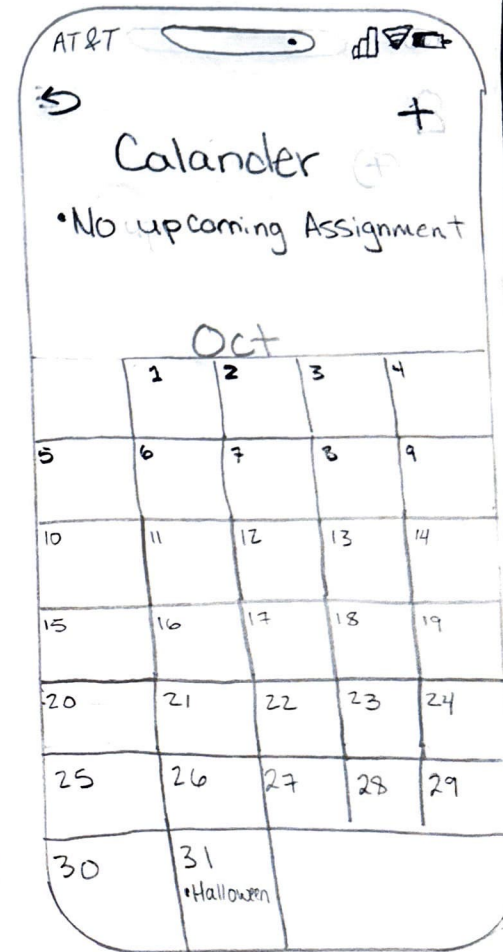 AT&T
+
Calander
•No upcoming Assignment
Oct
1 2 3 4
5 6 7 8 9
10 11 12 13 14
15 16 17 18 19
20 21 22 23 24
25 26 27 28 29
30 31
•Halloween